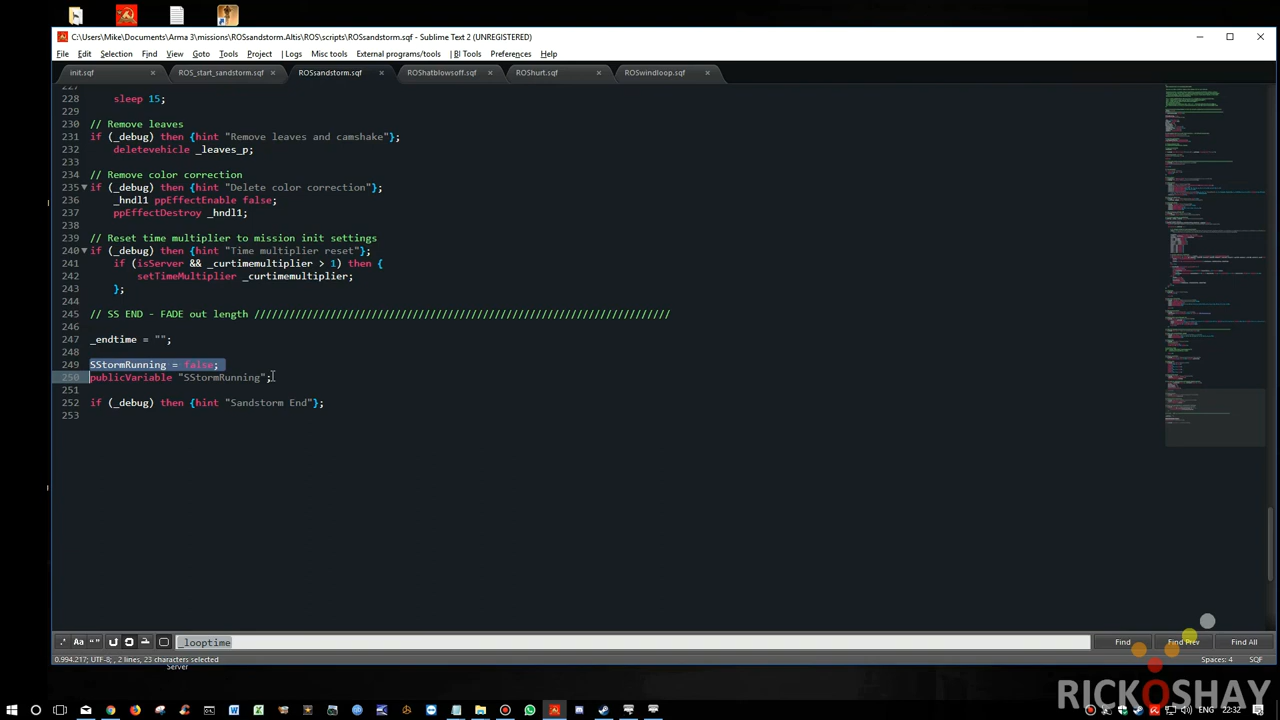 C:\Users\Mike\Documents\Arma 3\missions\ROSsandstorm.Altis\ROS\scripts\ROSsandstorm.sqf - Sublime Text 2 (UNREGISTERED)
File Edit Selection Find View Goto Tools Project | Logs Misc tools External programs/tools | BI Tools Preferences Help
init.sqf ROS_start_sandstorm.sqf ROSsandstorm.sqf ROShatblowsoff.sqf ROShurt.sqf ROSwindloop.sqf
227
228 sleep 15;
229
230 // Remove leaves
231 if (_debug) then {hint "Remove leaves and camshake"};
232 deletevehicle _leaves_p;
233
234 // Remove color correction
235 if (_debug) then {hint "Delete color correction"};
236 _hndl1 ppEffectEnable false;
237 ppEffectDestroy _hndl1;
238
239 // Reset time multiplier to mission init settings
240 if (_debug) then {hint "Time multiplier reset"};
241 if (isServer && _curtimemultiplier > 1) then {
242 setTimeMultiplier _curtimemultiplier;
243 };
244
245 // SS END - FADE out length ///////////////////////////////////////////////////////////////////////
246
247 _endtime = "";
248
249 SStormRunning = false;
250 publicVariable "SStormRunning";
251
252 if (_debug) then {hint "Sandstorm End"};
253
.* Aa “” _looptime Find Find Prev Find All
0.994.217; UTF-8; , 2 lines, 23 characters selected Spaces: 4 SQF
Server
RICKOSHAY
ENG 22:32